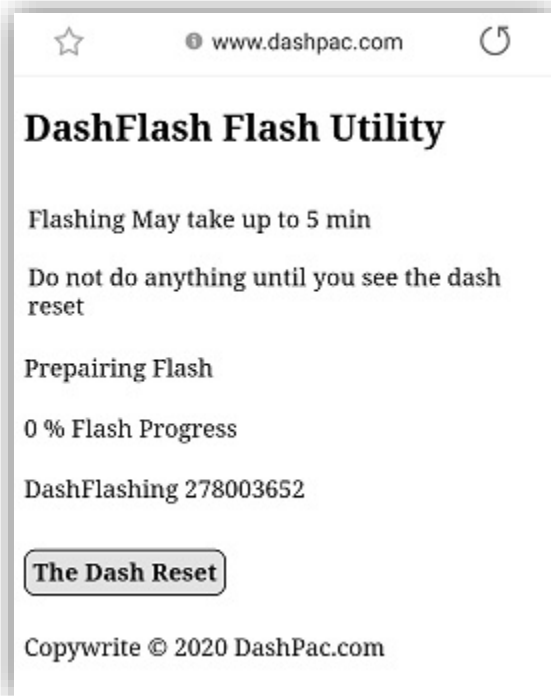 www.dashpac.com
DashFlash Flash Utility
Flashing May take up to 5 min
Do not do anything until you see the dash
reset
Prepairing Flash
0 % Flash Progress
DashFlashing 278003652
The Dash Reset
Copywrite © 2020 DashPac.com